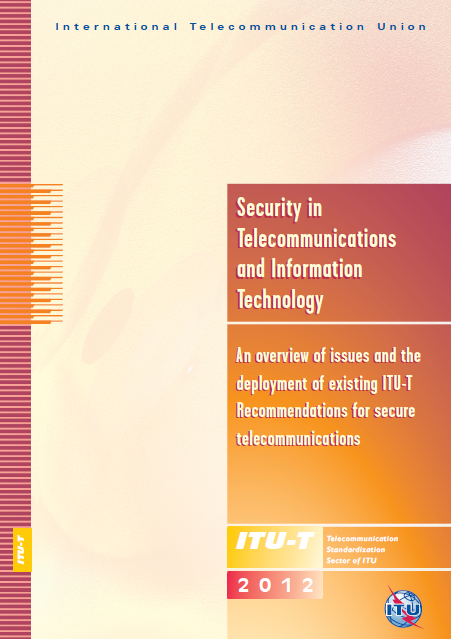 International Telecommunication Union
Security in
Telecommunications
and Information
Technology
An overview of issues and the
deployment of existing ITU-T
Recommendations for secure
telecommunications
ITU-T
ITU-T
Telecommunication
Standardization
Sector of ITU
2012
ITU